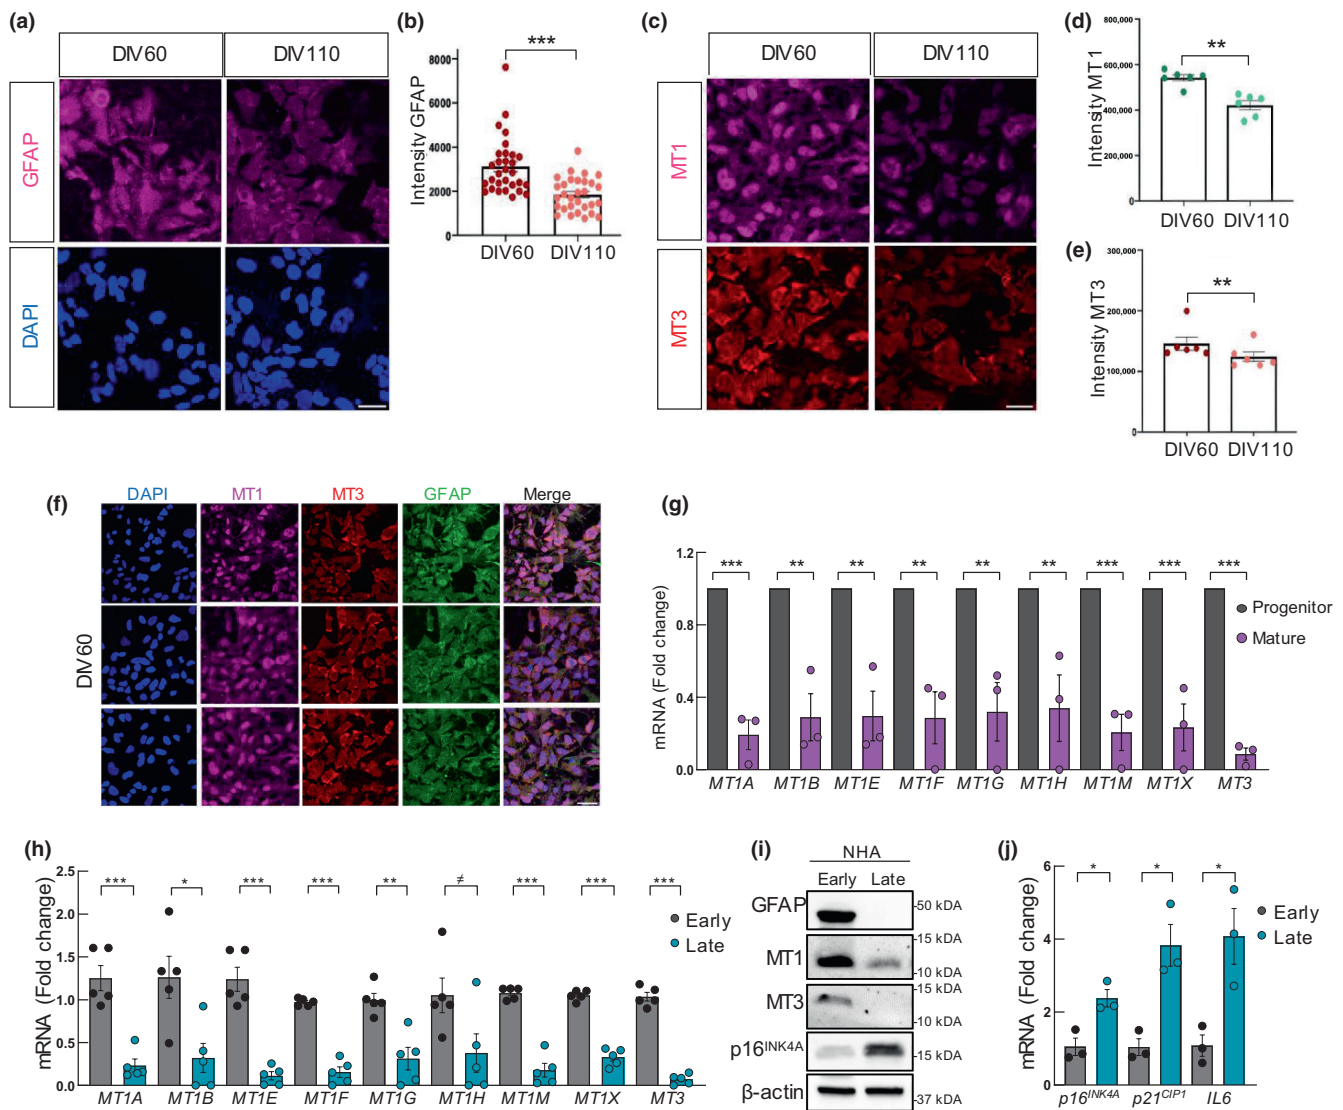 (a)
DIV60 DIV110
GFAP
DAPI
(b)
***
Intensity GFAP
8000
6000
4000
2000
0
DIV60 DIV110
(c)
DIV60 DIV110
MT1
MT3
(d)
**
Intensity MT1
800,000
600,000
400,000
200,000
0
DIV60 DIV110
(e)
**
Intensity MT3
300,000
200,000
100,000
0
DIV60 DIV110
(f)
DAPI MT1 MT3 GFAP Merge
DIV60
(g)
mRNA (Fold change)
1.2
0.8
0.4
0.0
*** ** ** ** ** ** *** *** ***
Progenitor
Mature
MT1A MT1B MT1E MT1F MT1G MT1H MT1M MT1X MT3
(h)
mRNA (Fold change)
2.5
2.0
1.5
1.0
0.5
0.0
*** * *** *** ** ≠ *** *** ***
Early
Late
MT1A MT1B MT1E MT1F MT1G MT1H MT1M MT1X MT3
(i)
NHA
Early Late
GFAP -50 kDA
-15 kDA
MT1
-10 kDA
-15 kDA
MT3
-10 kDA
p16INK4A -15 kDA
β-actin -37 kDA
(j)
mRNA (Fold change)
6
4
2
0
* * *
Early
Late
p16INK4A p21CIP1 IL6